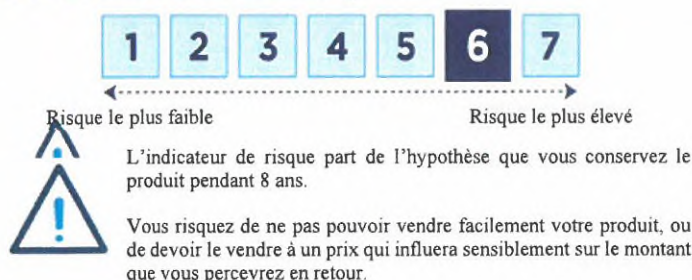 1 2 3 4 5 6 7
Risque le plus faible Risque le plus élevé
L'indicateur de risque part de l'hypothèse que vous conservez le
produit pendant 8 ans.
Vous risquez de ne pas pouvoir vendre facilement votre produit, ou
de devoir le vendre à un prix qui influera sensiblement sur le montant
que vous percevrez en retour.